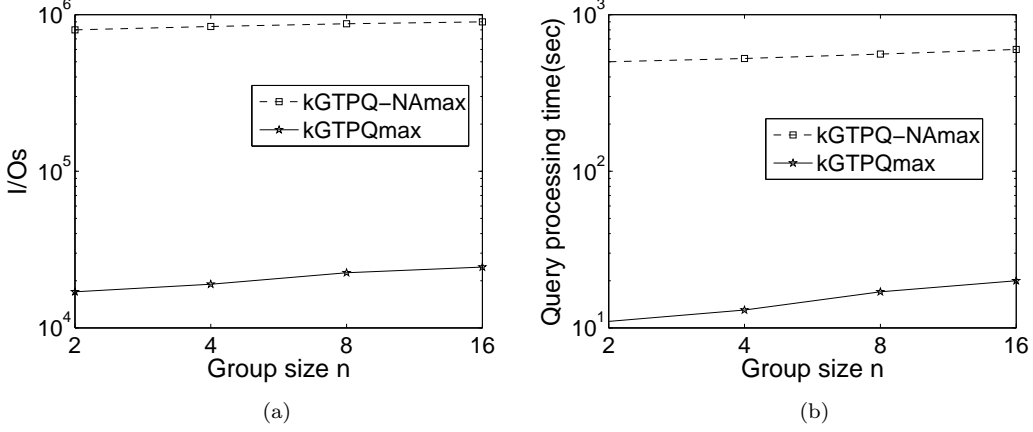 10^6
10^5
10^4
I/Os
kGTPQ-NAmax
kGTPQmax
2 4 8 16
Group size n
(a)
10^3
10^2
10^1
Query processing time(sec)
kGTPQ-NAmax
kGTPQmax
2 4 8 16
Group size n
(b)